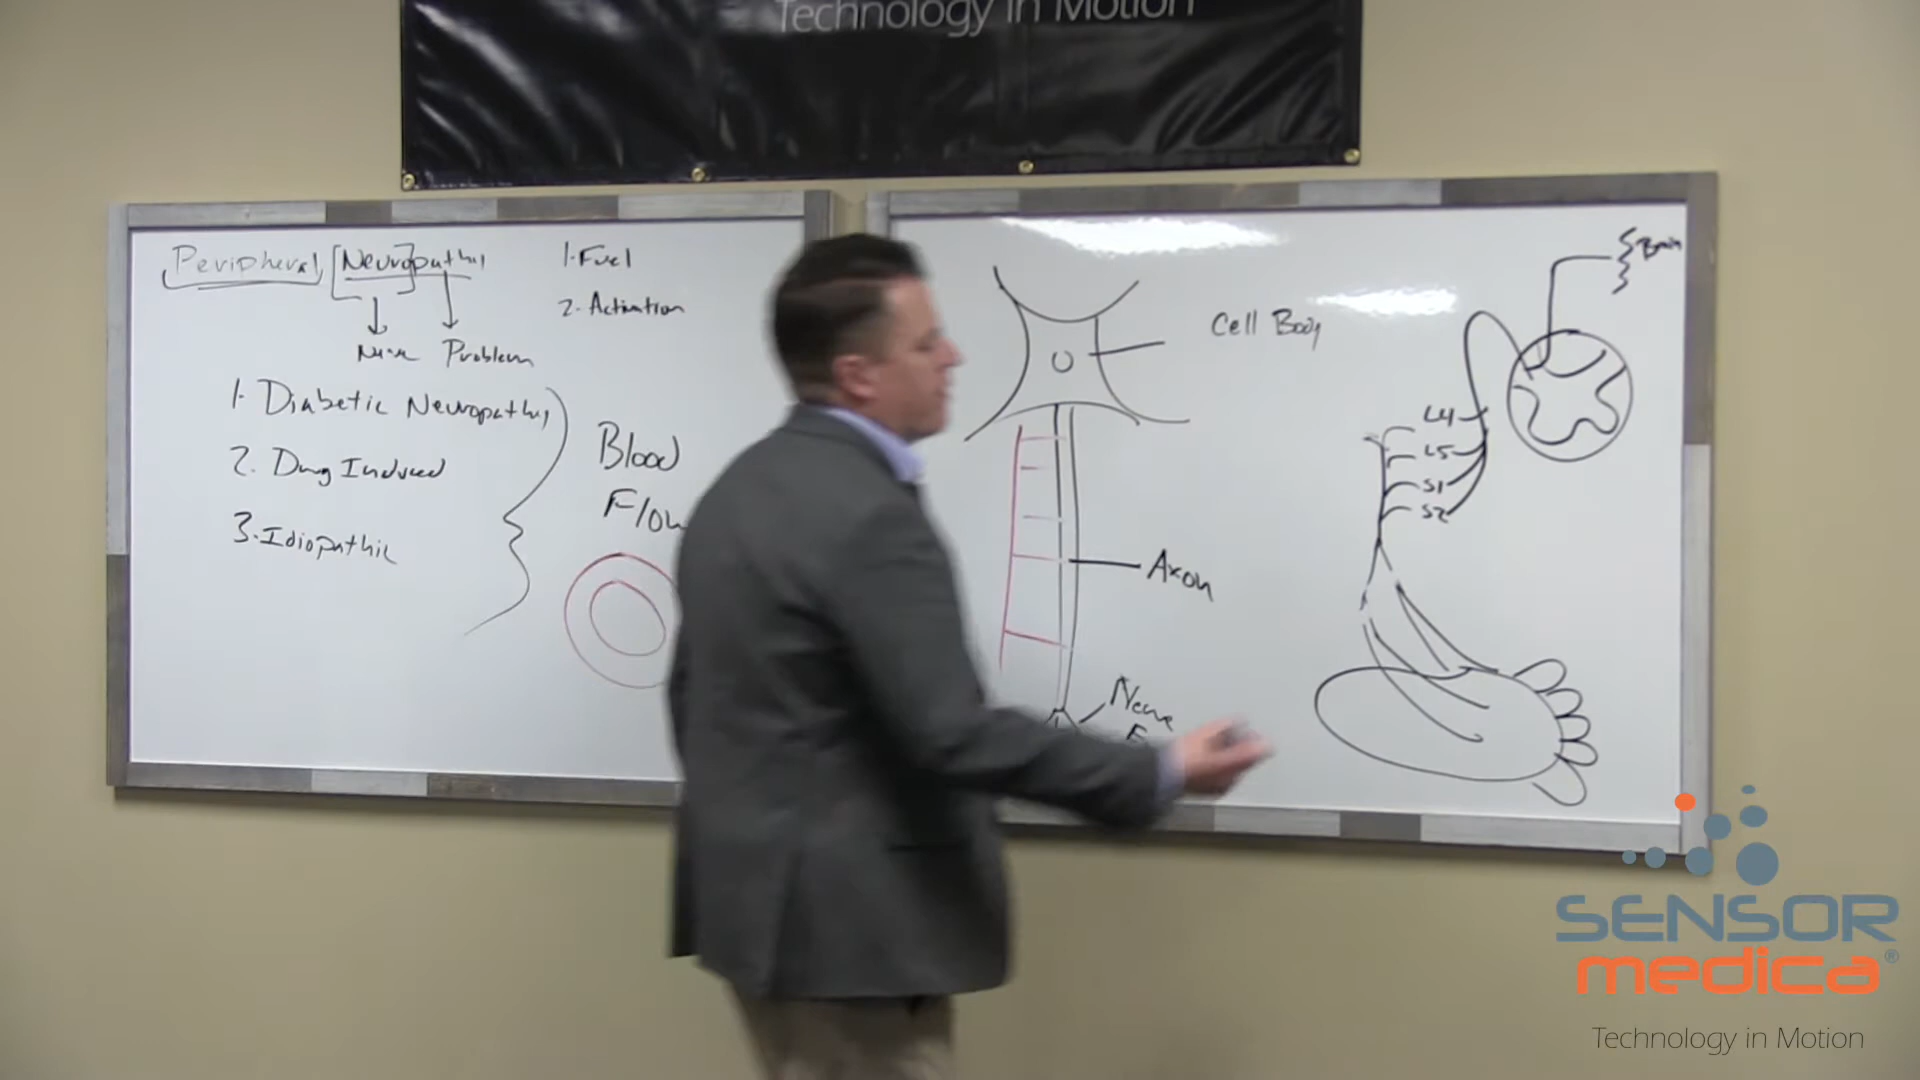 Technology in Motion
Peripheral Neuropathy
Nerve Problem
1. Fuel
2. Activation
1. Diabetic Neuropathy
2. Drug Induced
3. Idiopathic
Blood
Flow
Cell Body
Axon
Nerve
E
Brain
L4
L5
S1
S2
SENSOR
medica®
Technology in Motion